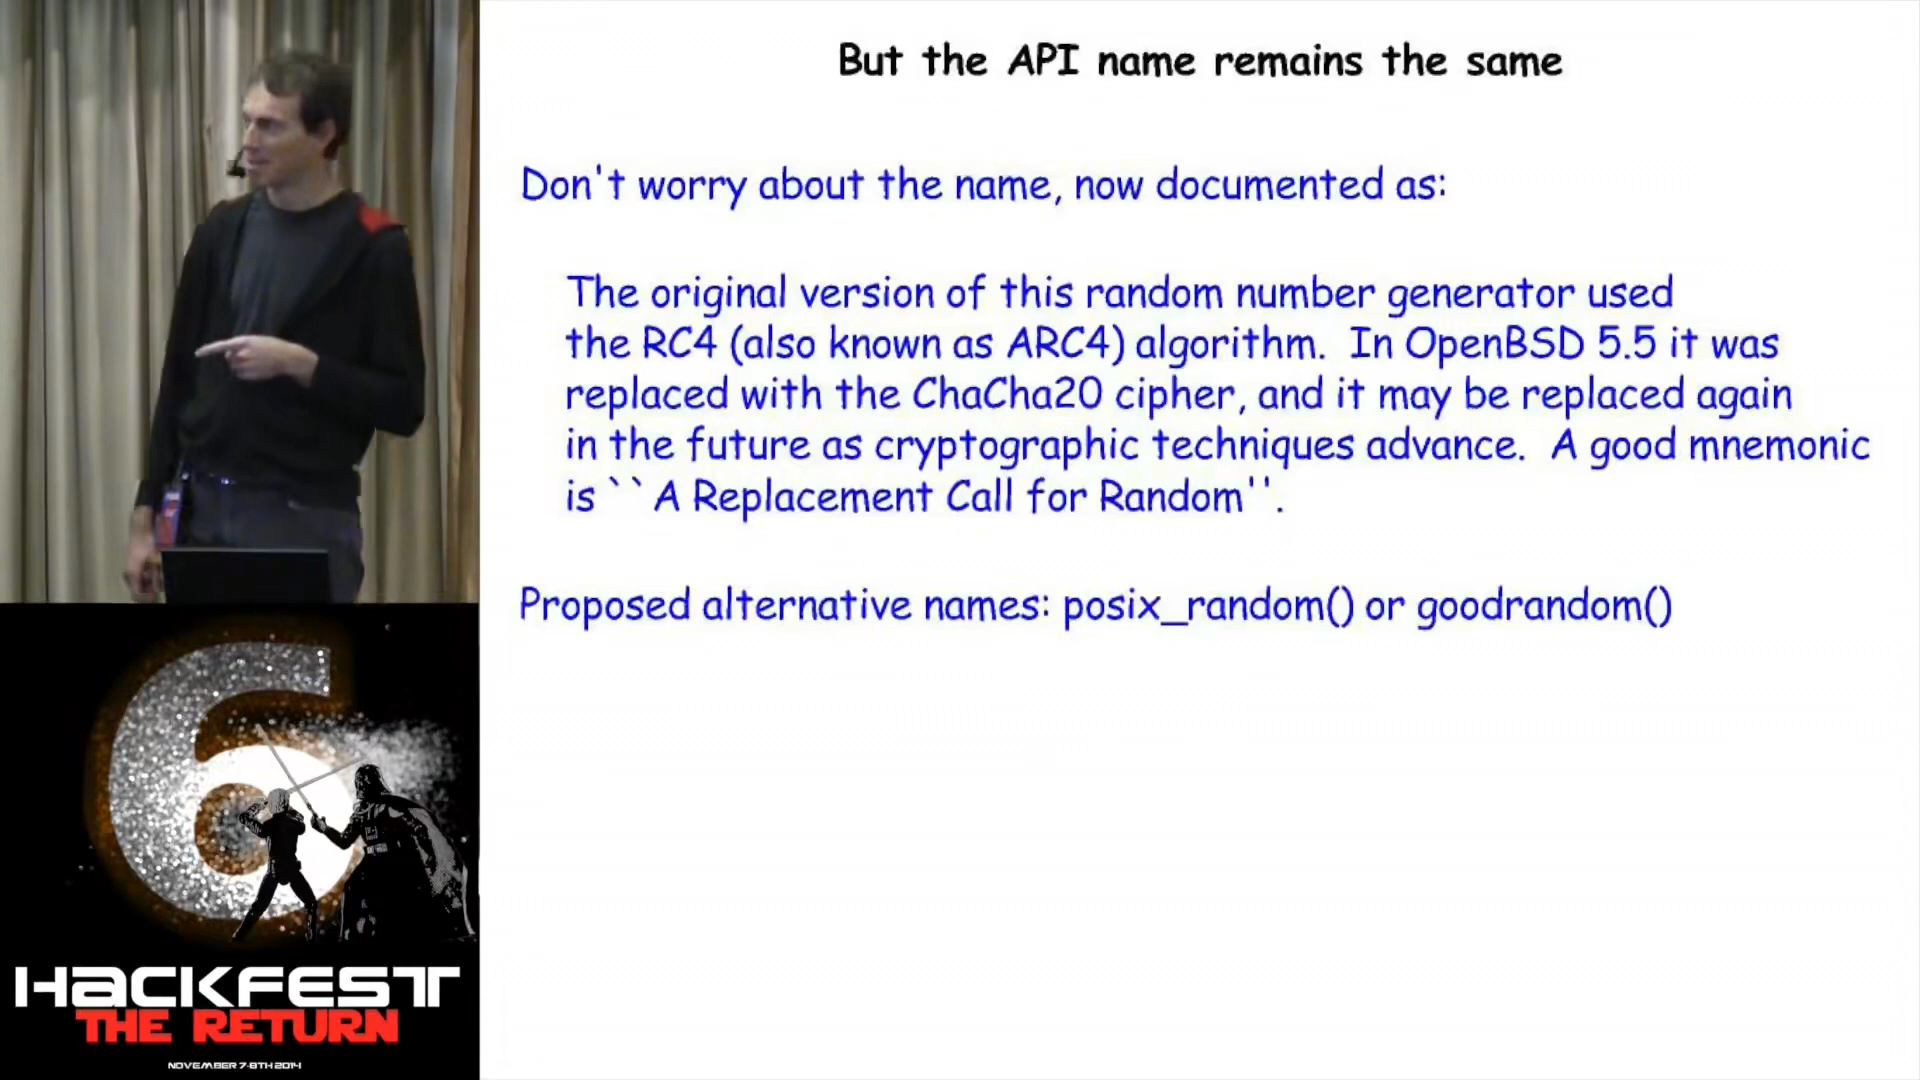 But the API name remains the same
Don't worry about the name, now documented as:
The original version of this random number generator used
the RC4 (also known as ARC4) algorithm.  In OpenBSD 5.5 it was
replaced with the ChaCha20 cipher, and it may be replaced again
in the future as cryptographic techniques advance.  A good mnemonic
is ``A Replacement Call for Random''.
Proposed alternative names: posix_random() or goodrandom()
6
HACKFEST
THE RETURN
NOVEMBER 7-8TH 2014